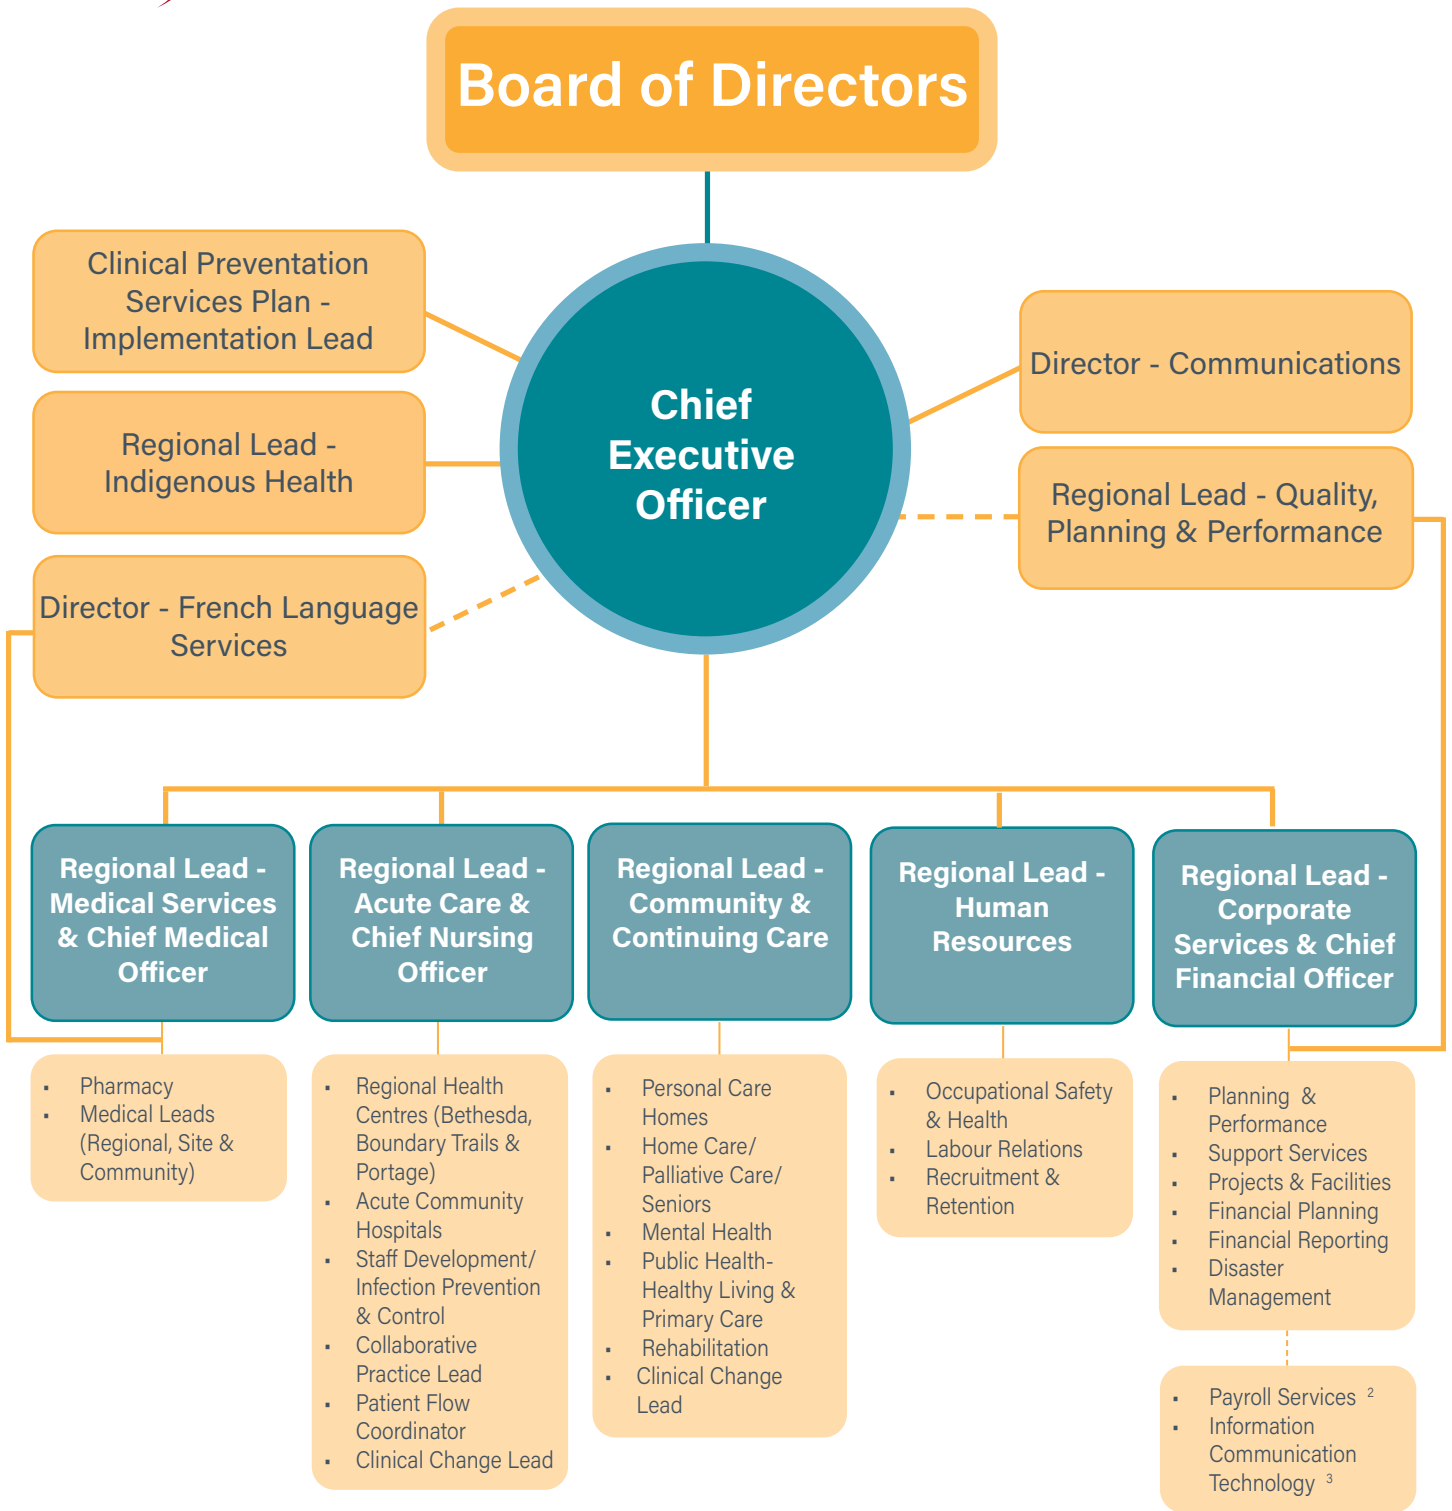 Board of Directors
Clinical Preventation
Services Plan -
Implementation Lead
Regional Lead -
Indigenous Health
Director - French Language
Services
Chief
Executive
Officer
Director - Communications
Regional Lead - Quality,
Planning & Performance
Regional Lead -
Medical Services
& Chief Medical
Officer
Regional Lead -
Acute Care &
Chief Nursing
Officer
Regional Lead -
Community &
Continuing Care
Regional Lead -
Human
Resources
Regional Lead -
Corporate
Services & Chief
Financial Officer
▪ Pharmacy
▪ Medical Leads
(Regional, Site &
Community)
▪ Regional Health
Centres (Bethesda,
Boundary Trails &
Portage)
▪ Acute Community
Hospitals
▪ Staff Development/
Infection Prevention
& Control
▪ Collaborative
Practice Lead
▪ Patient Flow
Coordinator
▪ Clinical Change Lead
▪ Personal Care
Homes
▪ Home Care/
Palliative Care/
Seniors
▪ Mental Health
▪ Public Health-
Healthy Living &
Primary Care
▪ Rehabilitation
▪ Clinical Change
Lead
▪ Occupational Safety
& Health
▪ Labour Relations
▪ Recruitment &
Retention
▪ Planning &
Performance
▪ Support Services
▪ Projects & Facilities
▪ Financial Planning
▪ Financial Reporting
▪ Disaster
Management
▪ Payroll Services ²
▪ Information
Communication
Technology ³